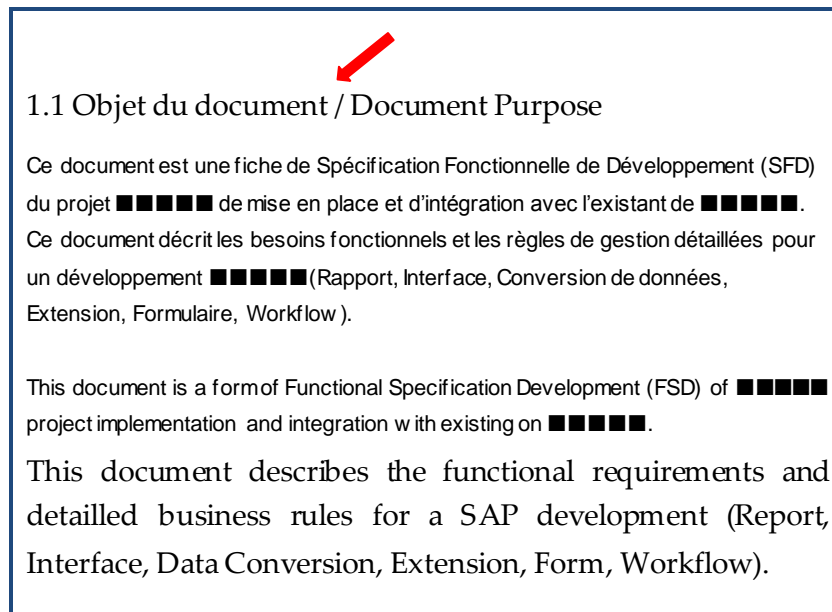 1.1 Objet du document / Document Purpose
Ce document est une fiche de Spécification Fonctionnelle de Développement (SFD)
du projet ■■■■■ de mise en place et d’intégration avec l’existant de ■■■■■.
Ce document décrit les besoins fonctionnels et les règles de gestion détaillées pour
un développement ■■■■■(Rapport, Interface, Conversion de données,
Extension, Formulaire, Workflow).
This document is a form of Functional Specification Development (FSD) of ■■■■■
project implementation and integration with existing on ■■■■■.
This document describes the functional requirements and
detailled business rules for a SAP development (Report,
Interface, Data Conversion, Extension, Form, Workflow).